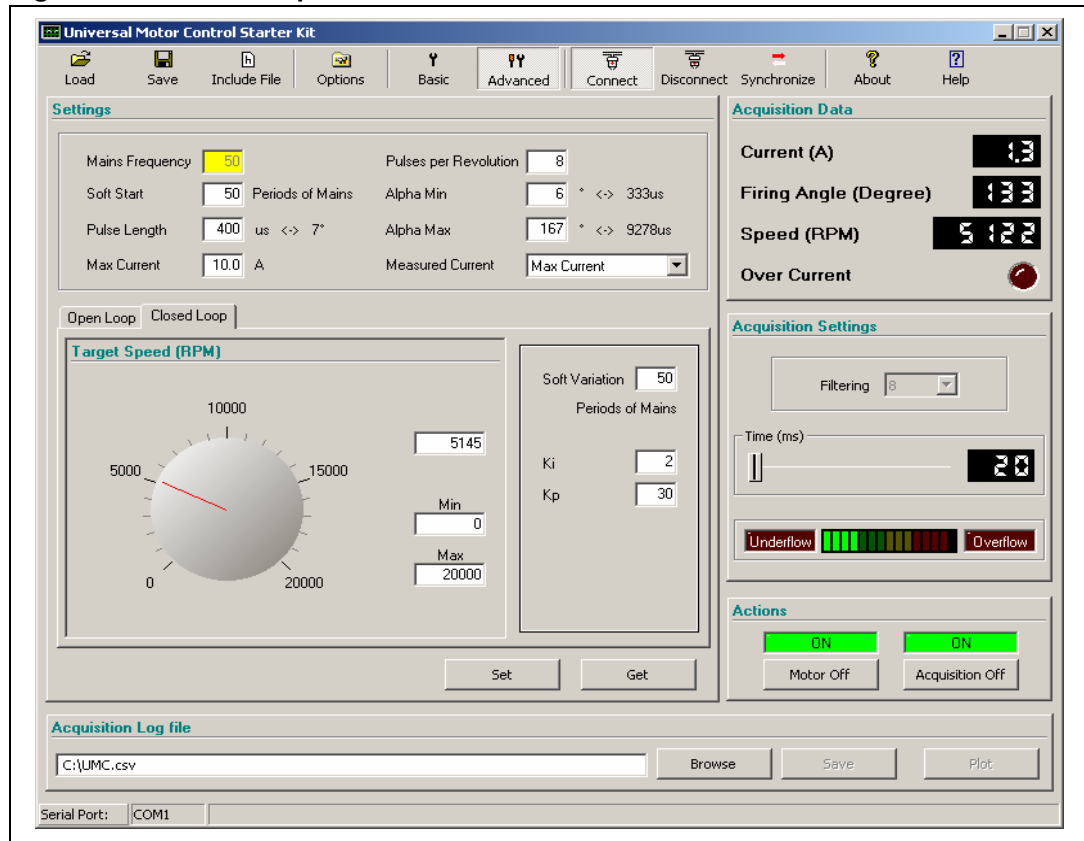 Universal Motor Control Starter Kit
Load Save Include File Options Basic Advanced Connect Disconnect Synchronize About Help
Settings
Mains Frequency 50
Pulses per Revolution 8
Soft Start 50 Periods of Mains
Alpha Min 6 ° <-> 333us
Pulse Length 400 us <-> 7°
Alpha Max 167 ° <-> 9278us
Max Current 10.0 A
Measured Current Max Current
Open Loop Closed Loop
Target Speed (RPM)
10000
5000 15000
0 20000
5145
Min
0
Max
20000
Soft Variation 50
Periods of Mains
Ki 2
Kp 30
Set Get
Acquisition Data
Current (A) 1.3
Firing Angle (Degree) 133
Speed (RPM) 5122
Over Current
Acquisition Settings
Filtering 8
Time (ms)
20
Underflow Overflow
Actions
ON ON
Motor Off Acquisition Off
Acquisition Log file
C:\UMC.csv Browse Save Plot
Serial Port: COM1